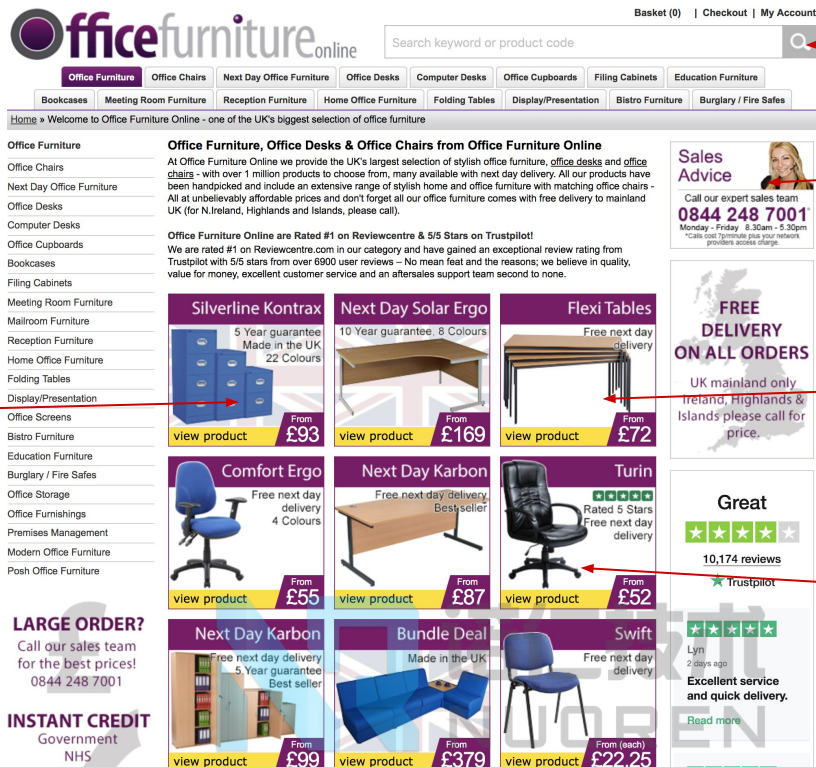 Basket (0) | Checkout | My Account
Officefurniture online
Search keyword or product code
Office Furniture Office Chairs Next Day Office Furniture Office Desks Computer Desks Office Cupboards Filing Cabinets Education Furniture
Bookcases Meeting Room Furniture Reception Furniture Home Office Furniture Folding Tables Display/Presentation Bistro Furniture Burglary / Fire Safes
Home » Welcome to Office Furniture Online - one of the UK's biggest selection of office furniture
Office Furniture
Office Chairs
Next Day Office Furniture
Office Desks
Computer Desks
Office Cupboards
Bookcases
Filing Cabinets
Meeting Room Furniture
Mailroom Furniture
Reception Furniture
Home Office Furniture
Folding Tables
Display/Presentation
Office Screens
Bistro Furniture
Education Furniture
Burglary / Fire Safes
Office Storage
Office Furnishings
Premises Management
Modern Office Furniture
Posh Office Furniture
LARGE ORDER?
Call our sales team
for the best prices!
0844 248 7001
INSTANT CREDIT
Government
NHS
Office Furniture, Office Desks & Office Chairs from Office Furniture Online
At Office Furniture Online we provide the UK's largest selection of stylish office furniture, office desks and office
chairs - with over 1 million products to choose from, many available with next day delivery. All our products have
been handpicked and include an extensive range of stylish home and office furniture with matching office chairs -
All at unbelievably affordable prices and don't forget all our office furniture comes with free delivery to mainland
UK (for N.Ireland, Highlands and Islands, please call).
Office Furniture Online are Rated #1 on Reviewcentre & 5/5 Stars on Trustpilot!
We are rated #1 on Reviewcentre.com in our category and have gained an exceptional review rating from
Trustpilot with 5/5 stars from over 6900 user reviews – No mean feat and the reasons; we believe in quality,
value for money, excellent customer service and an aftersales support team second to none.
Silverline Kontrax
5 Year guarantee
Made in the UK
22 Colours
From
view product £93
Next Day Solar Ergo
10 Year guarantee, 8 Colours
From
view product £169
Flexi Tables
Free next day
delivery
From
view product £72
Comfort Ergo
Free next day
delivery
4 Colours
From
view product £55
Next Day Karbon
Free next day delivery
Best seller
From
view product £87
Turin
Rated 5 Stars
Free next day
delivery
From
view product £52
Next Day Karbon
Free next day delivery
5 Year guarantee
Best seller
From
view product £99
Bundle Deal
Made in the UK
From
view product £379
Swift
Free next day
delivery
From (each)
view product £22.25
Sales
Advice
Call our expert sales team
0844 248 7001*
Monday - Friday 8.30am - 5.30pm
*Calls cost 7p/minute plus your network
providers access charge.
FREE
DELIVERY
ON ALL ORDERS
UK mainland only
Ireland, Highlands &
Islands please call for
price.
Great
10,174 reviews
Trustpilot
Lyn
2 days ago
Excellent service
and quick delivery.
Read more
诺仁技术
NUOREN